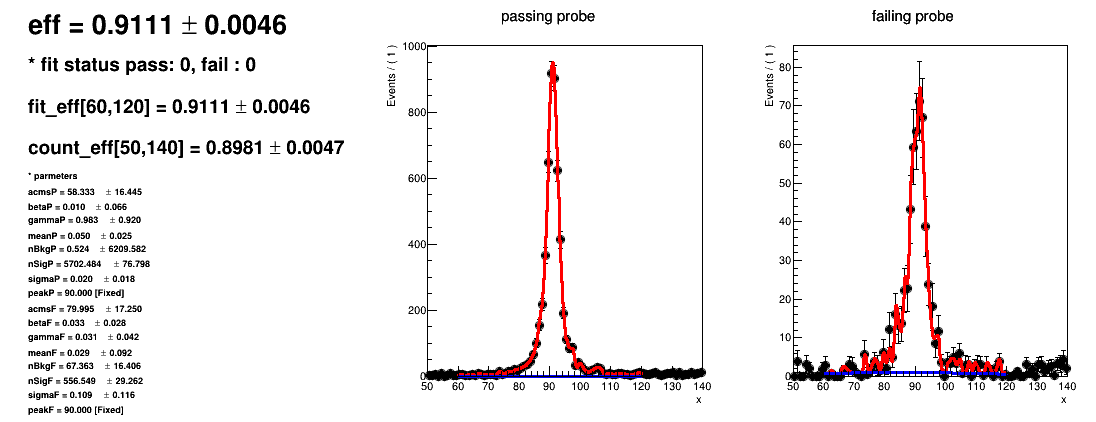 eff = 0.9111 ± 0.0046
* fit status pass: 0, fail : 0
fit_eff[60,120] = 0.9111 ± 0.0046
count_eff[50,140] = 0.8981 ± 0.0047
* parmeters
acmsP = 58.333 ± 16.445
betaP = 0.010 ± 0.066
gammaP = 0.983 ± 0.920
meanP = 0.050 ± 0.025
nBkgP = 0.524 ± 6209.582
nSigP = 5702.484 ± 76.798
sigmaP = 0.020 ± 0.018
peakP = 90.000 [Fixed]
acmsF = 79.995 ± 17.250
betaF = 0.033 ± 0.028
gammaF = 0.031 ± 0.042
meanF = 0.029 ± 0.092
nBkgF = 67.363 ± 16.406
nSigF = 556.549 ± 29.262
sigmaF = 0.109 ± 0.116
peakF = 90.000 [Fixed]
passing probe
Events / ( 1 )
1000
800
600
400
200
0
50 60 70 80 90 100 110 120 130 140
x
failing probe
Events / ( 1 )
80
70
60
50
40
30
20
10
0
50 60 70 80 90 100 110 120 130 140
x